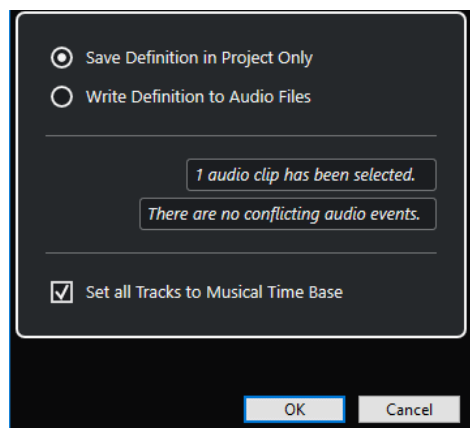 Save Definition in Project Only
Write Definition to Audio Files
1 audio clip has been selected.
There are no conflicting audio events.
Set all Tracks to Musical Time Base
OK
Cancel